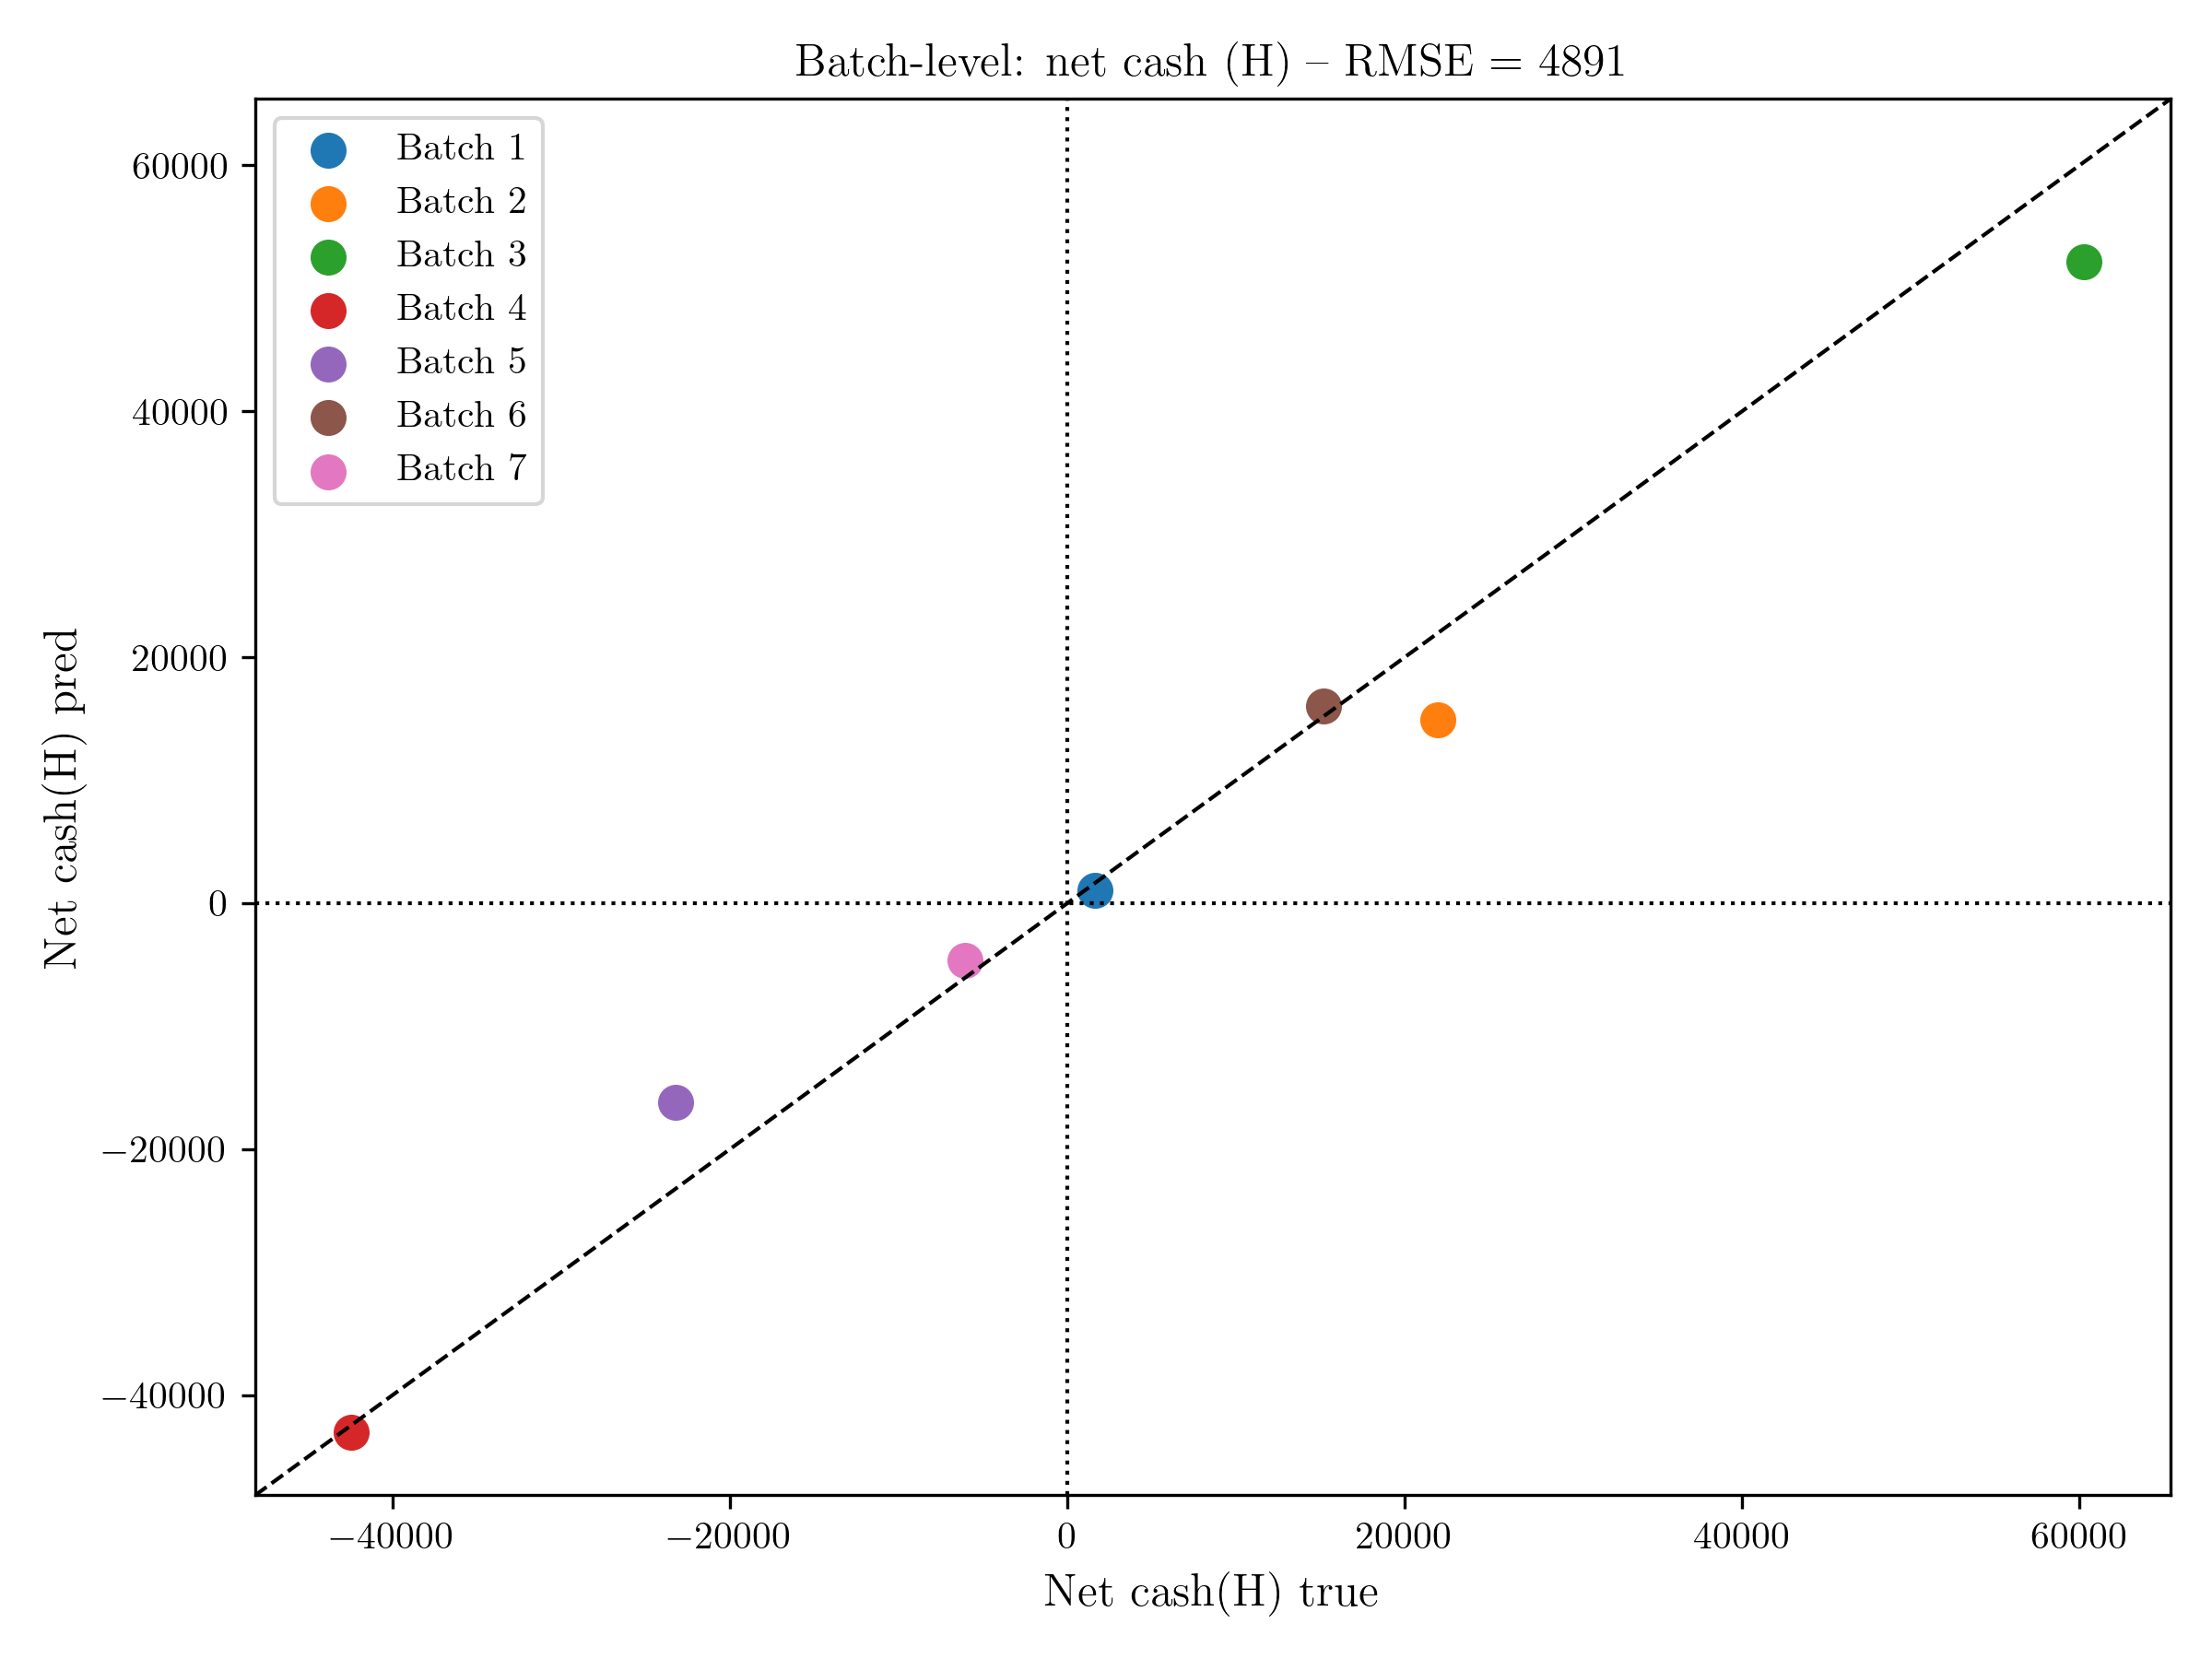 Batch-level: net cash (H) – RMSE = 4891
Batch 1
Batch 2
Batch 3
Batch 4
Batch 5
Batch 6
Batch 7
60000
40000
20000
0
−20000
−40000
Net cash(H) pred
−40000
−20000
0
20000
40000
60000
Net cash(H) true